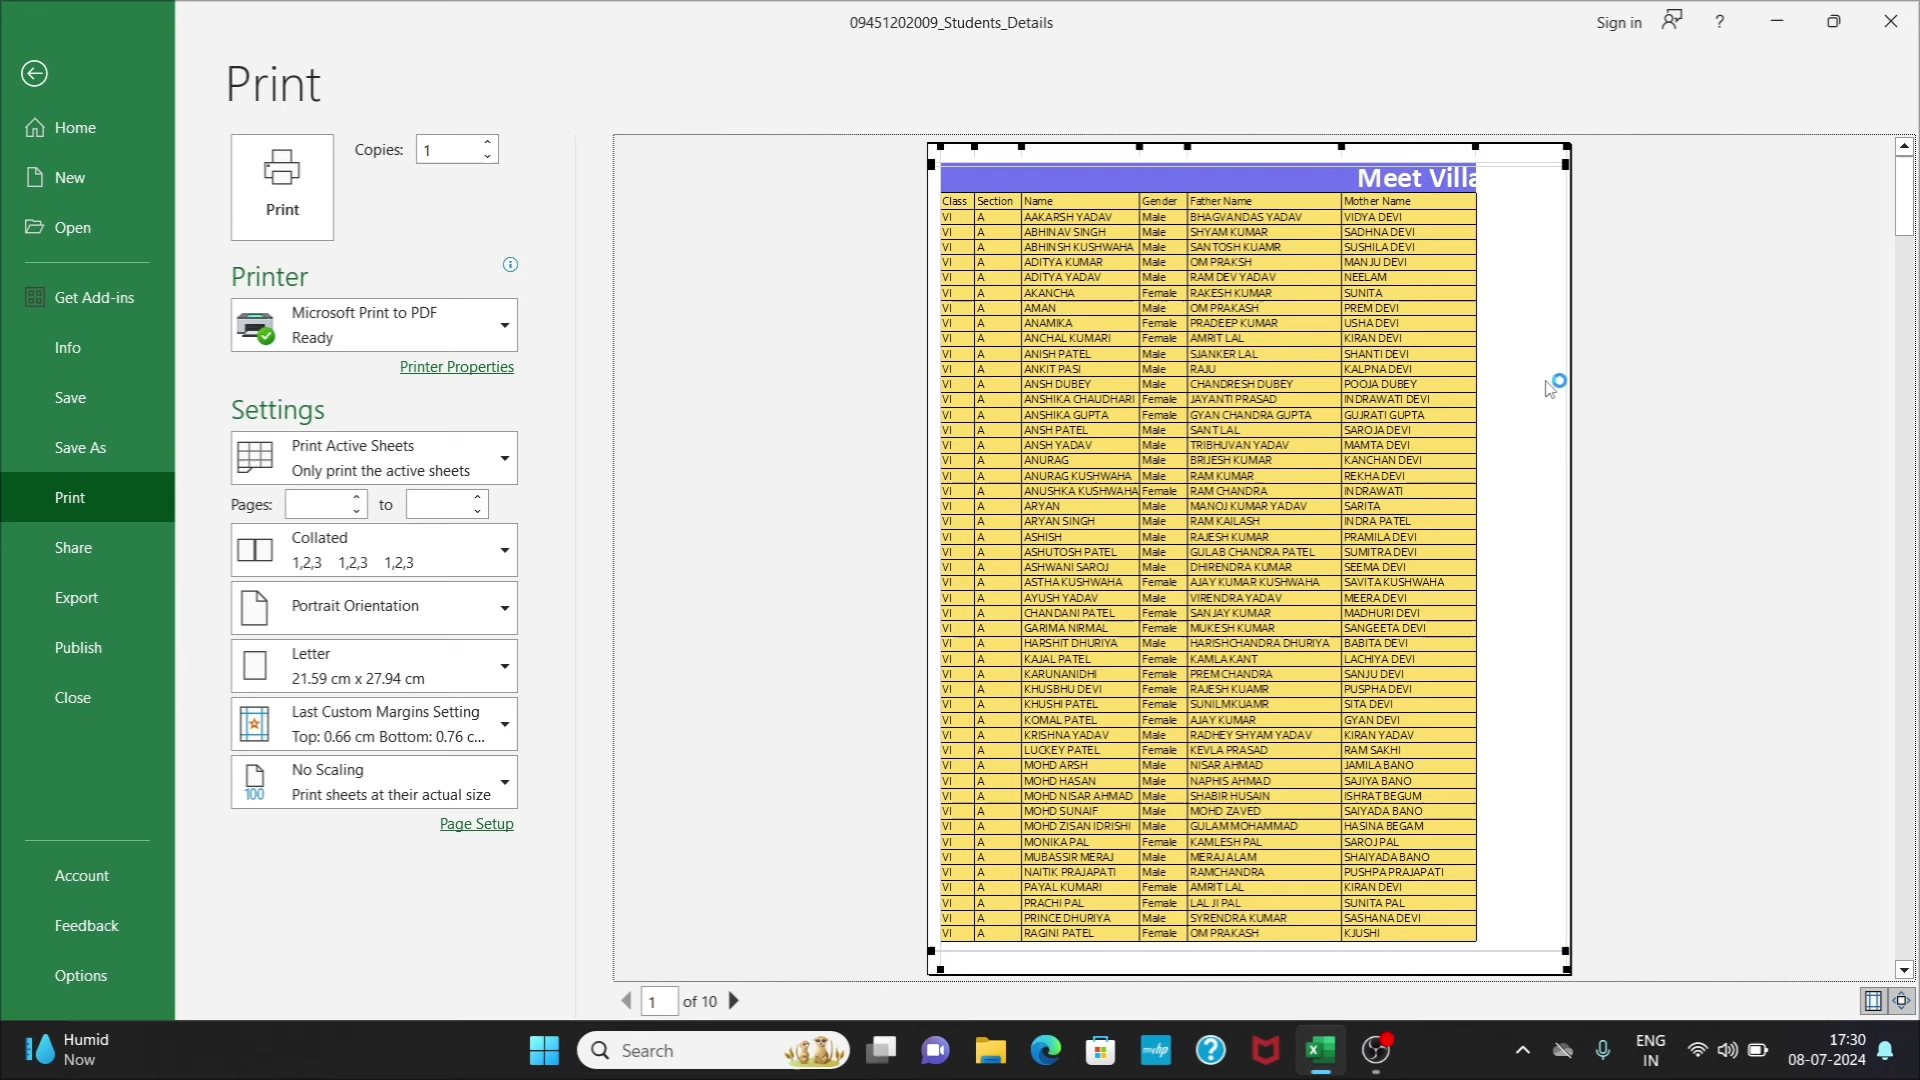 09451202009_Students_Details
Sign in
?
Print
Home
New
Open
Get Add-ins
Info
Save
Save As
Print
Share
Export
Publish
Close
Account
Feedback
Options
Print
Copies: 1
Printer
Microsoft Print to PDF
Ready
Printer Properties
Settings
Print Active Sheets
Only print the active sheets
Pages: to
Collated
1,2,3 1,2,3 1,2,3
Portrait Orientation
Letter
21.59 cm x 27.94 cm
Last Custom Margins Setting
Top: 0.66 cm Bottom: 0.76 c...
No Scaling
100
Print sheets at their actual size
Page Setup
Meet Villa
Class Section Name Gender Father Name Mother Name
VI A AAKARSH YADAV Male BHAGVANDAS YADAV VIDYA DEVI
VI A ABHINAV SINGH Male SHYAM KUMAR SADHNA DEVI
VI A ABHINSH KUSHWAHA Male SANTOSH KUAMR SUSHILA DEVI
VI A ADITYA KUMAR Male OM PRAKSH MANJU DEVI
VI A ADITYA YADAV Male RAM DEV YADAV NEELAM
VI A AKANCHA Female RAKESH KUMAR SUNITA
VI A AMAN Male OM PRAKASH PREM DEVI
VI A ANAMIKA Female PRADEEP KUMAR USHA DEVI
VI A ANCHAL KUMARI Female AMRIT LAL KIRAN DEVI
VI A ANISH PATEL Male SJANKER LAL SHANTI DEVI
VI A ANKIT PASI Male RAJU KALPNA DEVI
VI A ANSH DUBEY Male CHANDRESH DUBEY POOJA DUBEY
VI A ANSHIKA CHAUDHARI Female JAYANTI PRASAD INDRAWATI DEVI
VI A ANSHIKA GUPTA Female GYAN CHANDRA GUPTA GUJRATI GUPTA
VI A ANSH PATEL Male SANT LAL SAROJA DEVI
VI A ANSH YADAV Male TRIBHUVAN YADAV MAMTA DEVI
VI A ANURAG Male BRIJESH KUMAR KANCHAN DEVI
VI A ANURAG KUSHWAHA Male RAM KUMAR REKHA DEVI
VI A ANUSHKA KUSHWAHA Female RAM CHANDRA INDRAWATI
VI A ARYAN Male MANOJ KUMAR YADAV SARITA
VI A ARYAN SINGH Male RAM KAILASH INDRA PATEL
VI A ASHISH Male RAJESH KUMAR PRAMILA DEVI
VI A ASHUTOSH PATEL Male GULAB CHANDRA PATEL SUMITRA DEVI
VI A ASHWANI SAROJ Male DHIRENDRA KUMAR SEEMA DEVI
VI A ASTHA KUSHWAHA Female AJAY KUMAR KUSHWAHA SAVITA KUSHWAHA
VI A AYUSH YADAV Male VIRENDRA YADAV MEERA DEVI
VI A CHANDANI PATEL Female SANJAY KUMAR MADHURI DEVI
VI A GARIMA NIRMAL Female MUKESH KUMAR SANGEETA DEVI
VI A HARSHIT DHURIYA Male HARISHCHANDRA DHURIYA BABITA DEVI
VI A KAJAL PATEL Female KAMLA KANT LACHIYA DEVI
VI A KARUNANIDHI Female PREM CHANDRA SANJU DEVI
VI A KHUSBHU DEVI Female RAJESH KUAMR PUSPHA DEVI
VI A KHUSHI PATEL Female SUNILMKUAMR SITA DEVI
VI A KOMAL PATEL Female AJAY KUMAR GYAN DEVI
VI A KRISHNA YADAV Male RADHEY SHYAM YADAV KIRAN YADAV
VI A LUCKEY PATEL Female KEVLA PRASAD RAM SAKHI
VI A MOHD ARSH Male NISAR AHMAD JAMILA BANO
VI A MOHD HASAN Male NAPHIS AHMAD SAJIYA BANO
VI A MOHD NISAR AHMAD Male SHABIR HUSAIN ISHRAT BEGUM
VI A MOHD SUNAIF Male MOHD ZAVED SAIYADA BANO
VI A MOHD ZISAN IDRISHI Male GULAM MOHAMMAD HASINA BEGAM
VI A MONIKA PAL Female KAMLESH PAL SAROJ PAL
VI A MUBASSIR MERAJ Male MERAJ ALAM SHAIYADA BANO
VI A NAITIK PRAJAPATI Male RAMCHANDRA PUSHPA PRAJAPATI
VI A PAYAL KUMARI Female AMRIT LAL KIRAN DEVI
VI A PRACHI PAL Female LAL JI PAL SUNITA PAL
VI A PRINCE DHURIYA Male SYRENDRA KUMAR SASHANA DEVI
VI A RAGINI PATEL Female OM PRAKASH KJUSHI
1 of 10
Humid
Now
Search
myhp
ENG
IN
17:30
08-07-2024